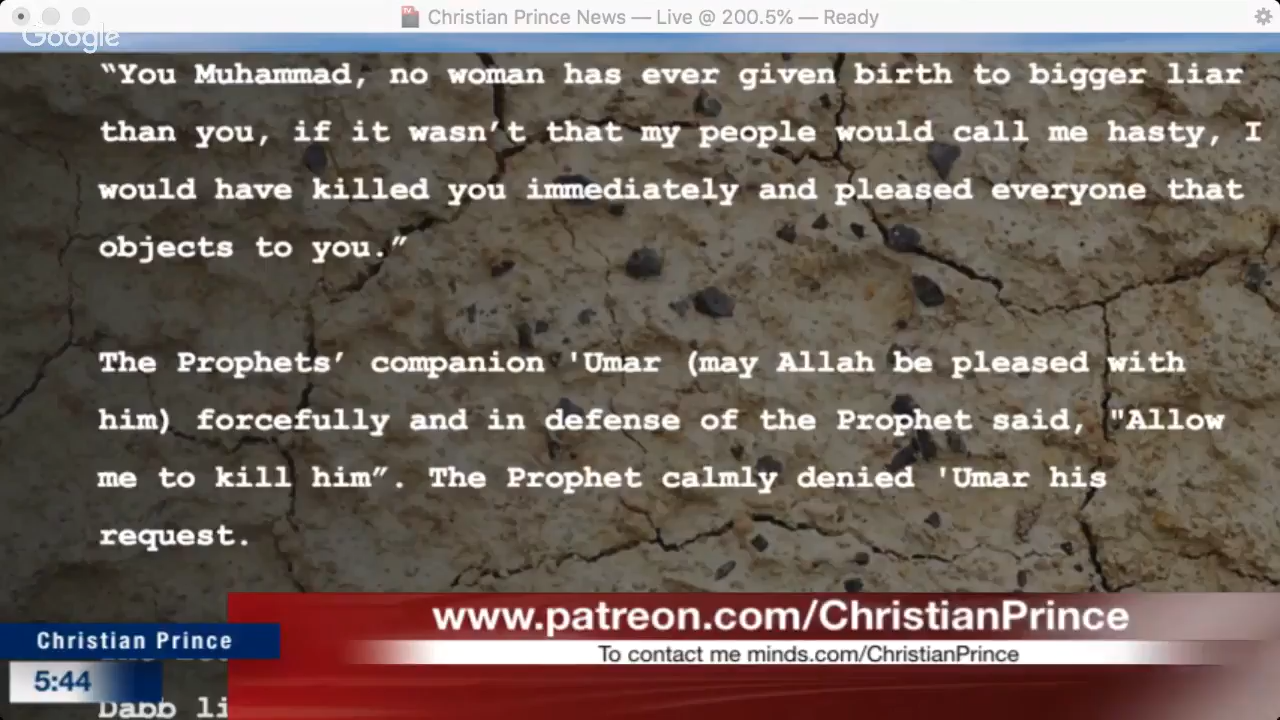 Christian Prince News — Live @ 200.5% — Ready
Google
“You Muhammad, no woman has ever given birth to bigger liar
than you, if it wasn’t that my people would call me hasty, I
would have killed you immediately and pleased everyone that
objects to you.”
The Prophets’ companion 'Umar (may Allah be pleased with
him) forcefully and in defense of the Prophet said, "Allow
me to kill him”. The Prophet calmly denied 'Umar his
request.
www.patreon.com/ChristianPrince
Christian Prince
To contact me minds.com/ChristianPrince
5:44
Dabb li